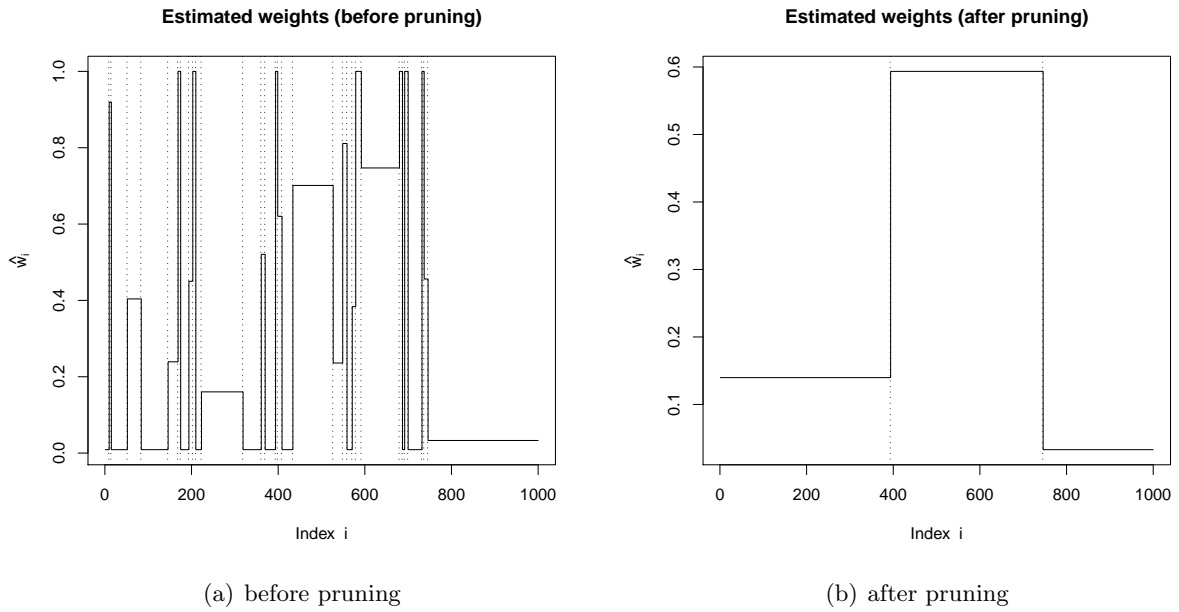 Estimated weights (before pruning)
1.0
0.8
0.6
0.4
0.2
0.0
ŵi
0 200 400 600 800 1000
Index i
(a) before pruning
Estimated weights (after pruning)
0.6
0.5
0.4
0.3
0.2
0.1
ŵi
0 200 400 600 800 1000
Index i
(b) after pruning